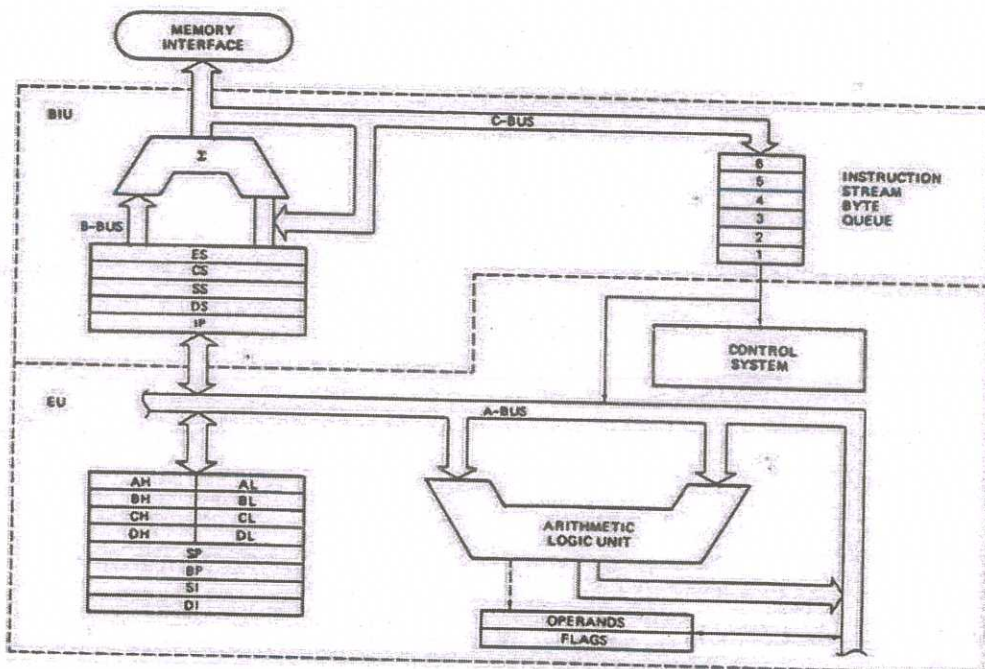 MEMORY
INTERFACE
BIU
C-BUS
Σ
6
5
4
3
2
1
INSTRUCTION
STREAM
BYTE
QUEUE
B-BUS
ES
CS
SS
DS
IP
CONTROL
SYSTEM
EU
A-BUS
AH AL
BH BL
CH CL
DH DL
SP
BP
SI
DI
ARITHMETIC
LOGIC UNIT
OPERANDS
FLAGS